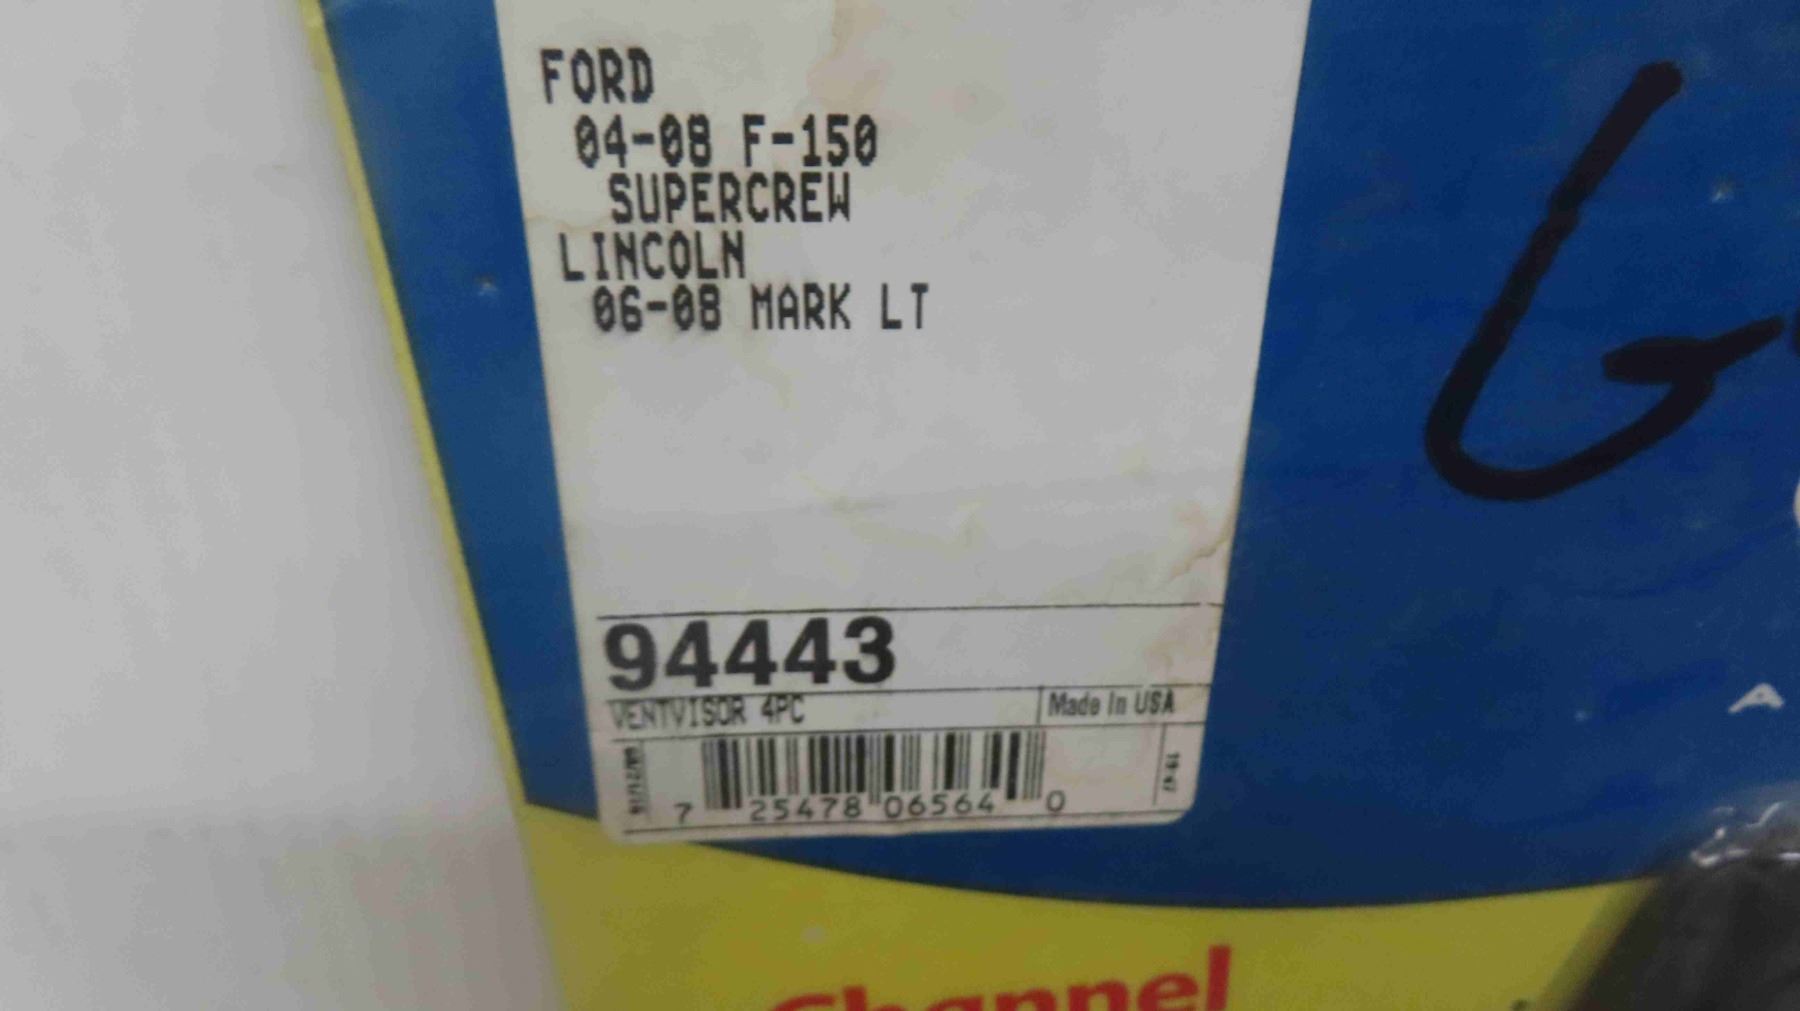 FORD
04-08 F-150
SUPERCREW
LINCOLN
06-08 MARK LT
94443
VENTVISOR 4PC
Made In USA
7 25478 06564 0
Channel
A